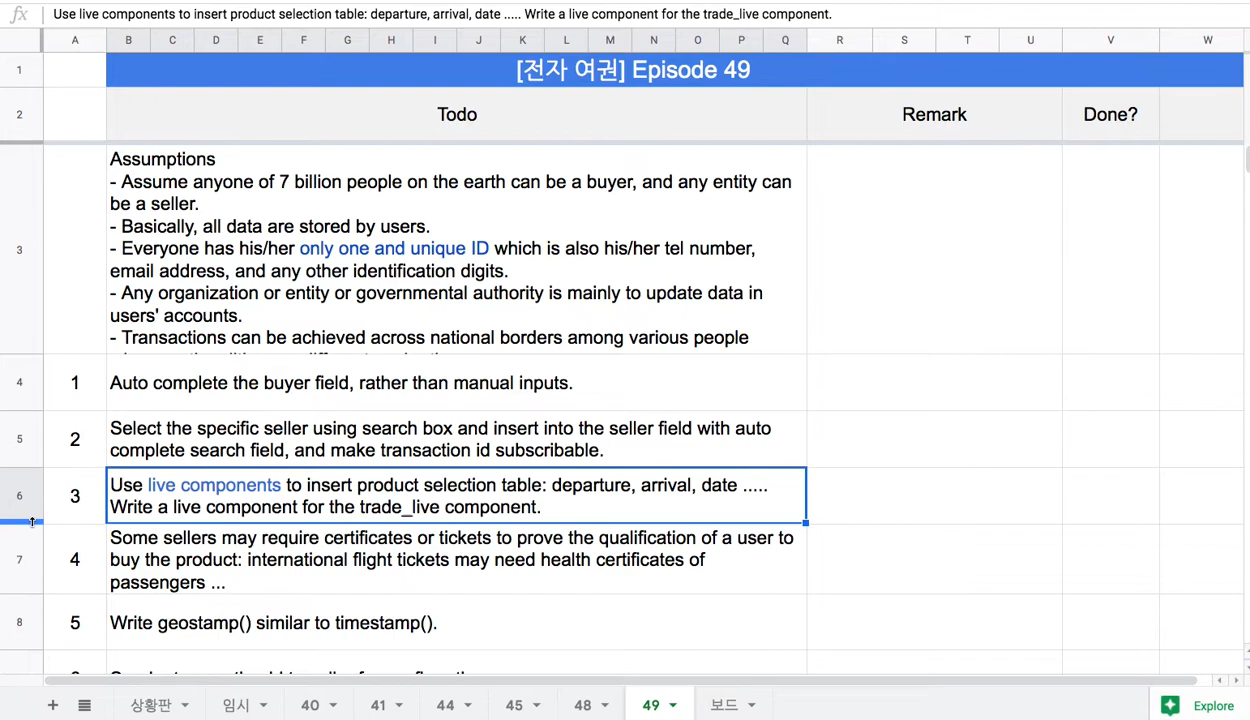 fx Use live components to insert product selection table: departure, arrival, date ..... Write a live component for the trade_live component.
A B C D E F G H I J K L M N O P Q R S T U V W
1 [전자 여권] Episode 49
2 Todo Remark Done?
Assumptions
- Assume anyone of 7 billion people on the earth can be a buyer, and any entity can
be a seller.
- Basically, all data are stored by users.
3 - Everyone has his/her only one and unique ID which is also his/her tel number,
email address, and any other identification digits.
- Any organization or entity or governmental authority is mainly to update data in
users' accounts.
- Transactions can be achieved across national borders among various people
4 1 Auto complete the buyer field, rather than manual inputs.
Select the specific seller using search box and insert into the seller field with auto
5 2
complete search field, and make transaction id subscribable.
Use live components to insert product selection table: departure, arrival, date .....
6 3
Write a live component for the trade_live component.
Some sellers may require certificates or tickets to prove the qualification of a user to
7 4 buy the product: international flight tickets may need health certificates of
passengers ...
8 5 Write geostamp() similar to timestamp().
+ 상황판 임시 40 41 44 45 48 49 보드 Explore